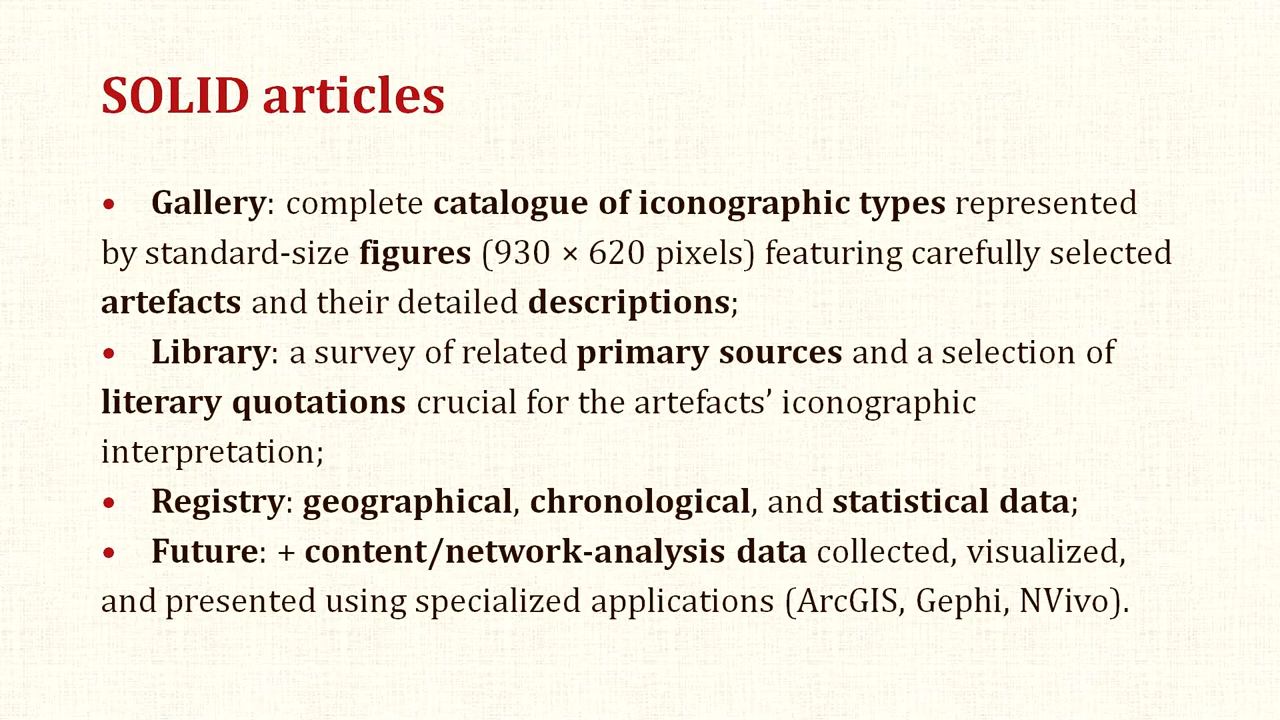 SOLID articles
• Gallery: complete catalogue of iconographic types represented
by standard-size figures (930 × 620 pixels) featuring carefully selected
artefacts and their detailed descriptions;
• Library: a survey of related primary sources and a selection of
literary quotations crucial for the artefacts’ iconographic
interpretation;
• Registry: geographical, chronological, and statistical data;
• Future: + content/network-analysis data collected, visualized,
and presented using specialized applications (ArcGIS, Gephi, NVivo).